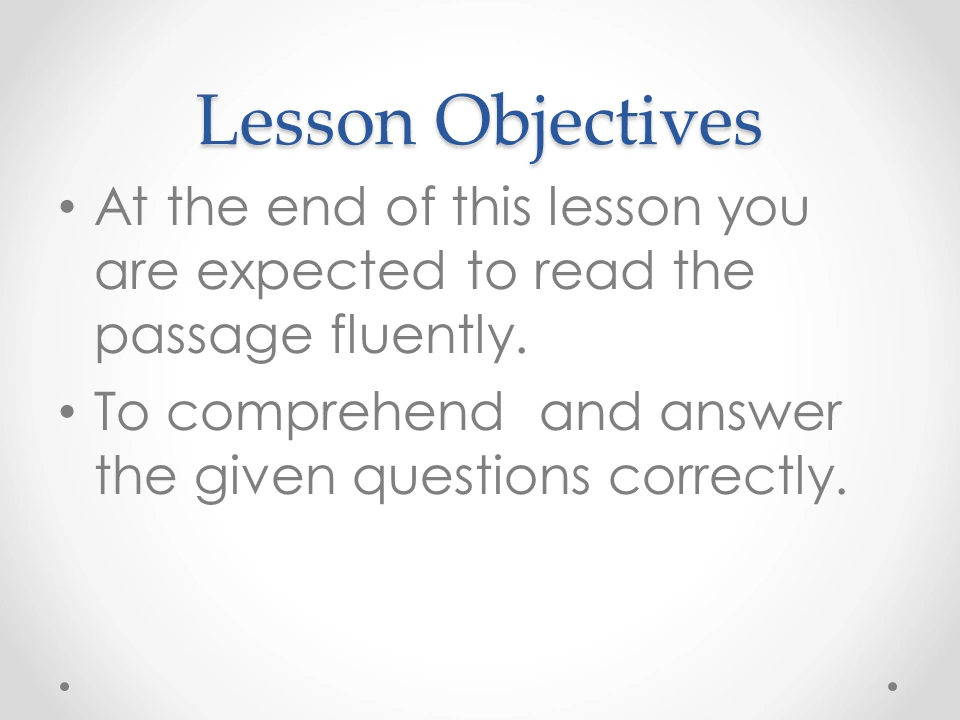 Lesson Objectives
• At the end of this lesson you
are expected to read the
passage fluently.
• To comprehend  and answer
the given questions correctly.